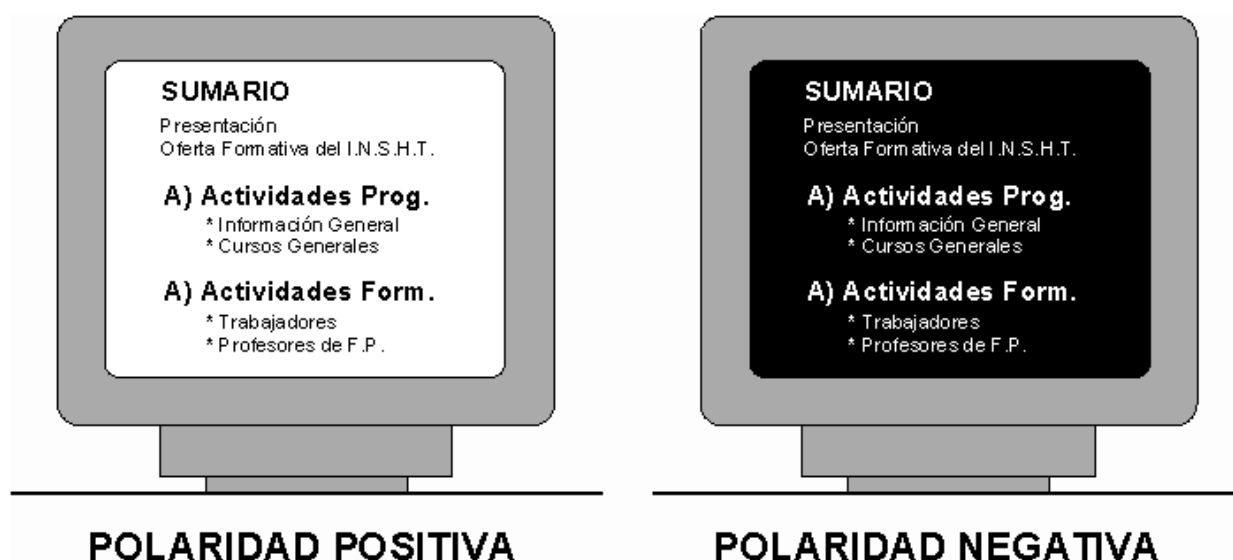 SUMARIO
Presentación
Oferta Formativa del I.N.S.H.T.
A) Actividades Prog.
* Información General
* Cursos Generales
A) Actividades Form.
* Trabajadores
* Profesores de F.P.
POLARIDAD POSITIVA
SUMARIO
Presentación
Oferta Formativa del I.N.S.H.T.
A) Actividades Prog.
* Información General
* Cursos Generales
A) Actividades Form.
* Trabajadores
* Profesores de F.P.
POLARIDAD NEGATIVA